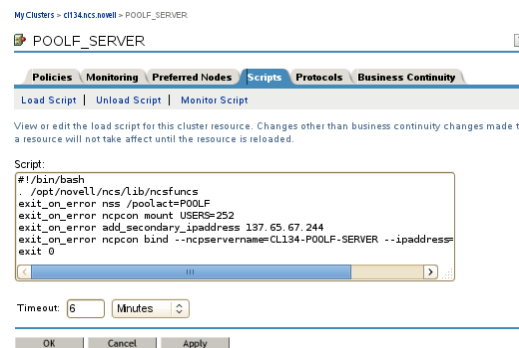 My Clusters > cl134.ncs.novell > POOLF_SERVER
POOLF_SERVER
Policies Monitoring Preferred Nodes Scripts Protocols Business Continuity
Load Script | Unload Script | Monitor Script
View or edit the load script for this cluster resource. Changes other than business continuity changes made t
a resource will not take affect until the resource is reloaded.
Script:
#!/bin/bash
. /opt/novell/ncs/lib/ncsfuncs
exit_on_error nss /poolact=POOLF
exit_on_error ncpcon mount USERS=252
exit_on_error add_secondary_ipaddress 137.65.67.244
exit_on_error ncpcon bind --ncpservername=CL134-POOLF-SERVER --ipaddress=
exit 0
Timeout: 6 Minutes
OK Cancel Apply